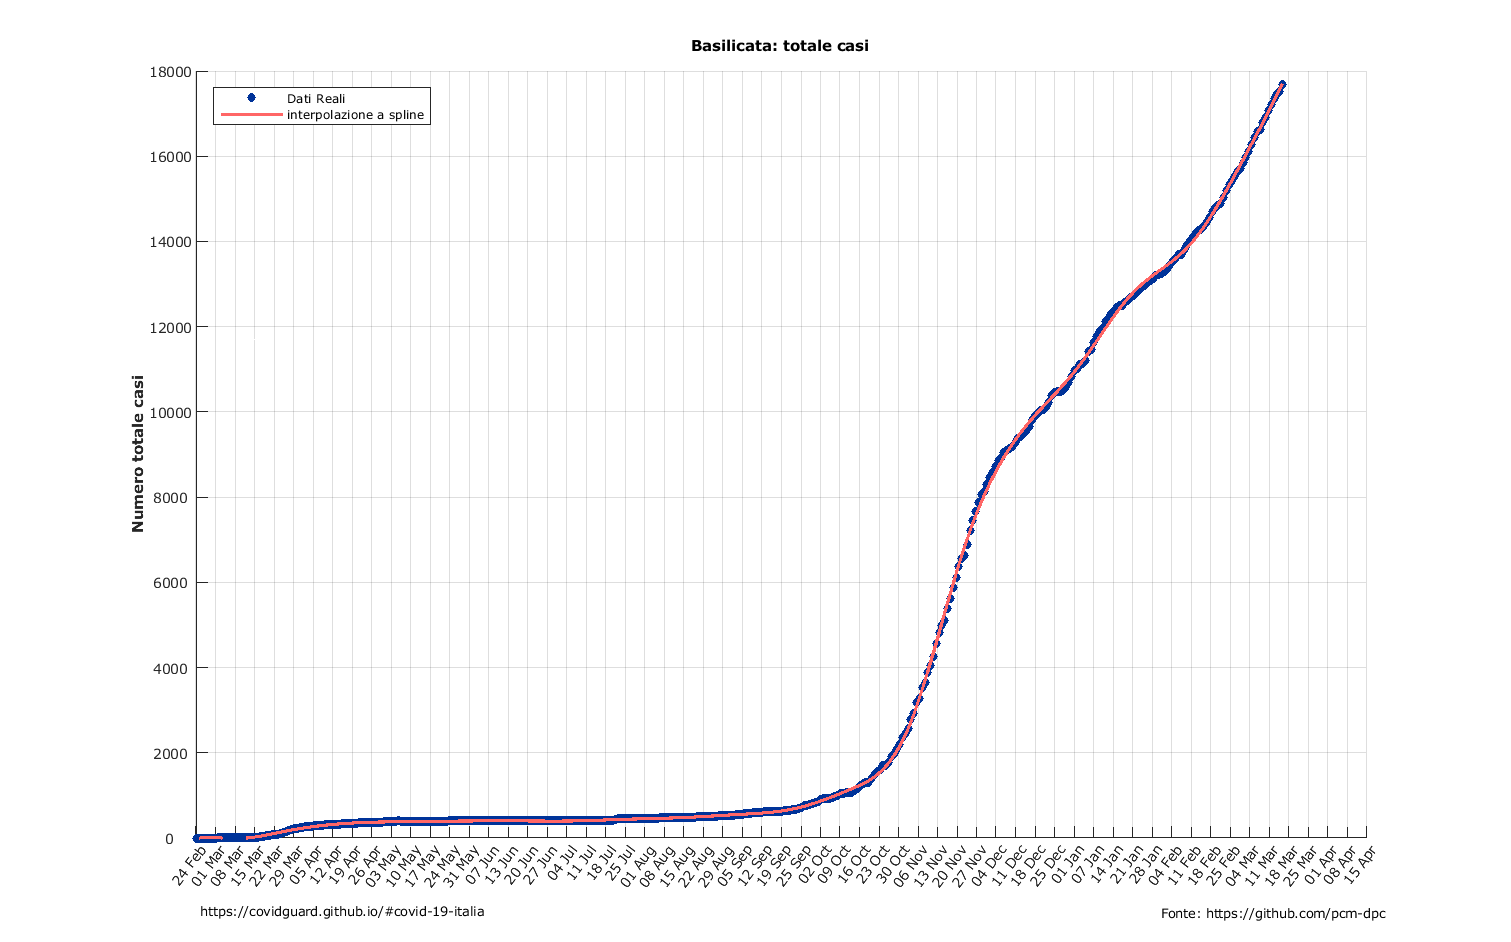 Basilicata: totale casi
18000
16000
14000
12000
10000
8000
6000
4000
2000
0
Numero totale casi
Dati Reali
interpolazione a spline
24 Feb
01 Mar
08 Mar
15 Mar
22 Mar
29 Mar
05 Apr
12 Apr
19 Apr
26 Apr
03 May
10 May
17 May
24 May
31 May
07 Jun
13 Jun
20 Jun
27 Jun
04 Jul
11 Jul
18 Jul
25 Jul
01 Aug
08 Aug
15 Aug
22 Aug
29 Aug
05 Sep
12 Sep
19 Sep
25 Sep
02 Oct
09 Oct
16 Oct
23 Oct
30 Oct
06 Nov
13 Nov
20 Nov
27 Nov
04 Dec
11 Dec
18 Dec
25 Dec
01 Jan
07 Jan
14 Jan
21 Jan
28 Jan
04 Feb
11 Feb
18 Feb
25 Feb
04 Mar
11 Mar
18 Mar
25 Mar
01 Apr
08 Apr
15 Apr
https://covidguard.github.io/#covid-19-italia
Fonte: https://github.com/pcm-dpc